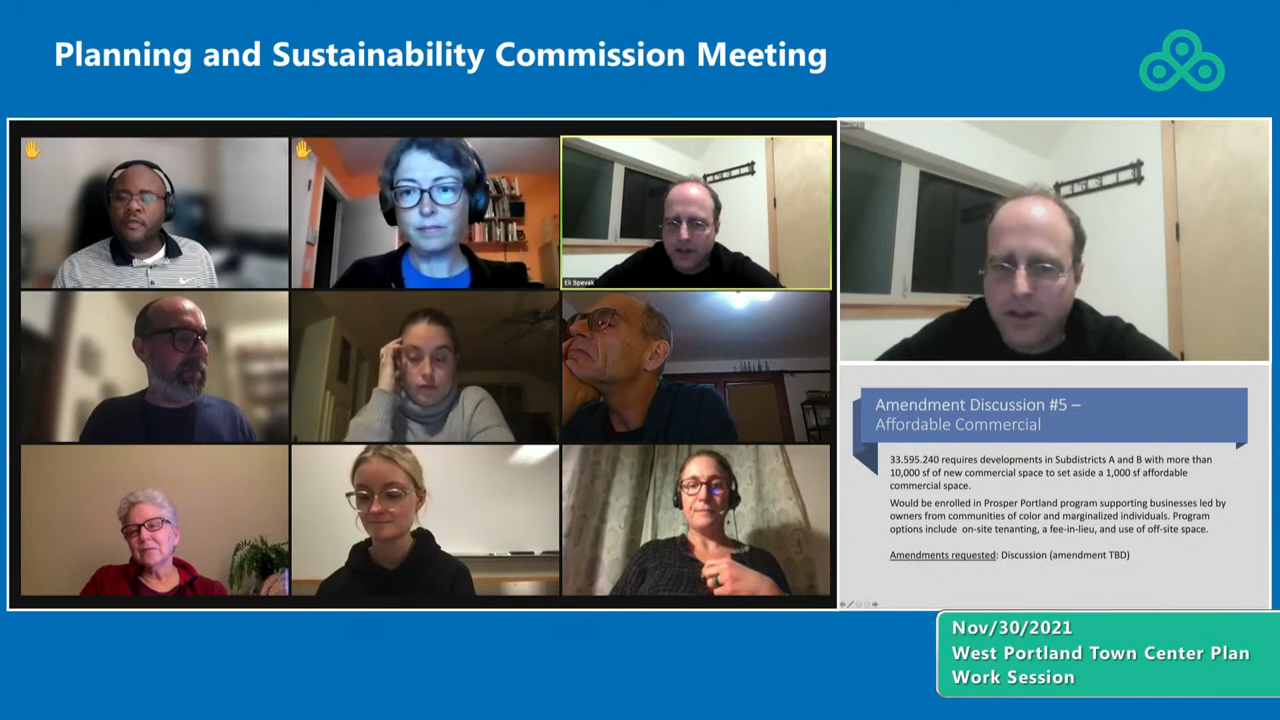 Planning and Sustainability Commission Meeting
Eli Spevak
Amendment Discussion #5 –
Affordable Commercial
33.595.240 requires developments in Subdistricts A and B with more than
10,000 sf of new commercial space to set aside a 1,000 sf affordable
commercial space.
Would be enrolled in Prosper Portland program supporting businesses led by
owners from communities of color and marginalized individuals. Program
options include on-site tenanting, a fee-in-lieu, and use of off-site space.
Amendments requested: Discussion (amendment TBD)
Nov/30/2021
West Portland Town Center Plan
Work Session